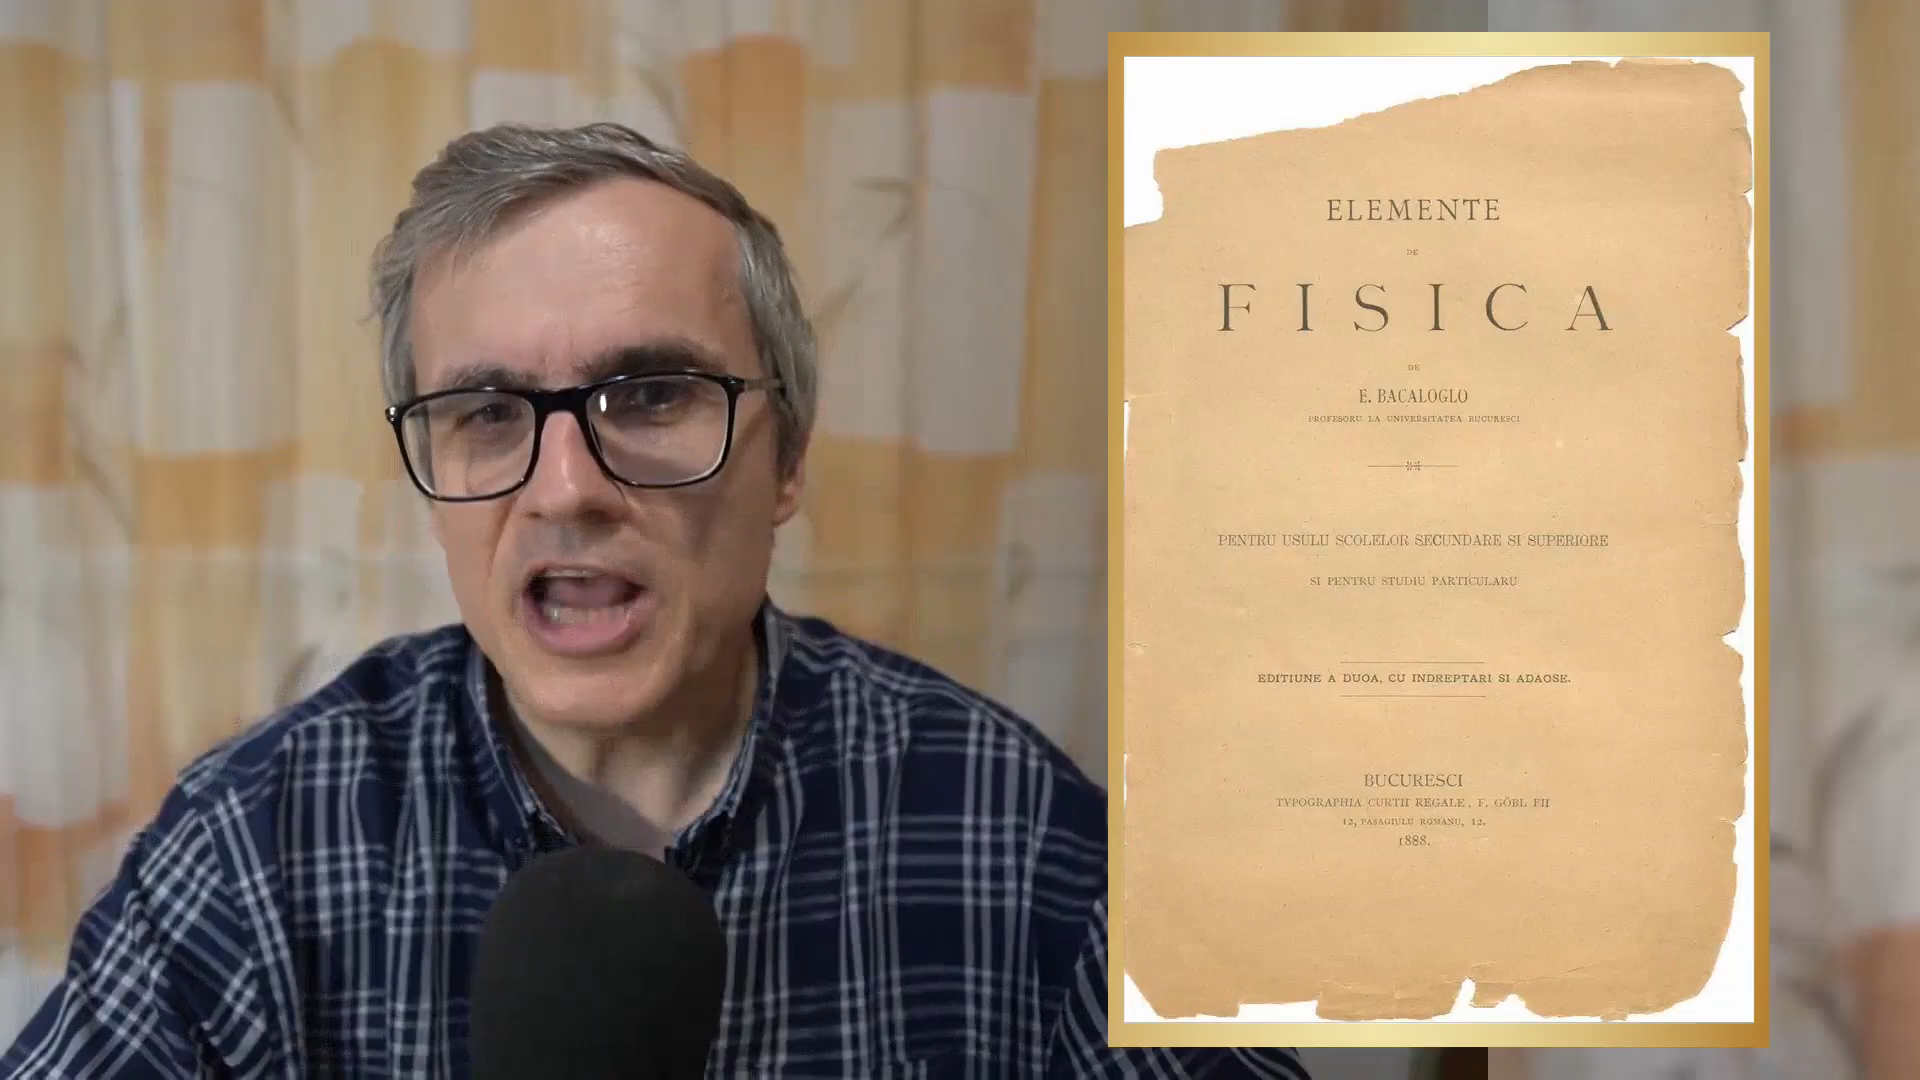 ELEMENTE
DE
FISICA
DE
E. BACALOGLO
PROFESORU LA UNIVERSITATEA BUCURESCI
PENTRU USULU SCOLELOR SECUNDARE SI SUPERIORE
SI PENTRU STUDIU PARTICULARU
EDITIUNE A DUOA, CU INDREPTARI SI ADAOSE.
BUCURESCI
TYPOGRAPHIA CURTII REGALE, F. GÖBL FII
12, PASAGIULU ROMANU, 12.
1888.